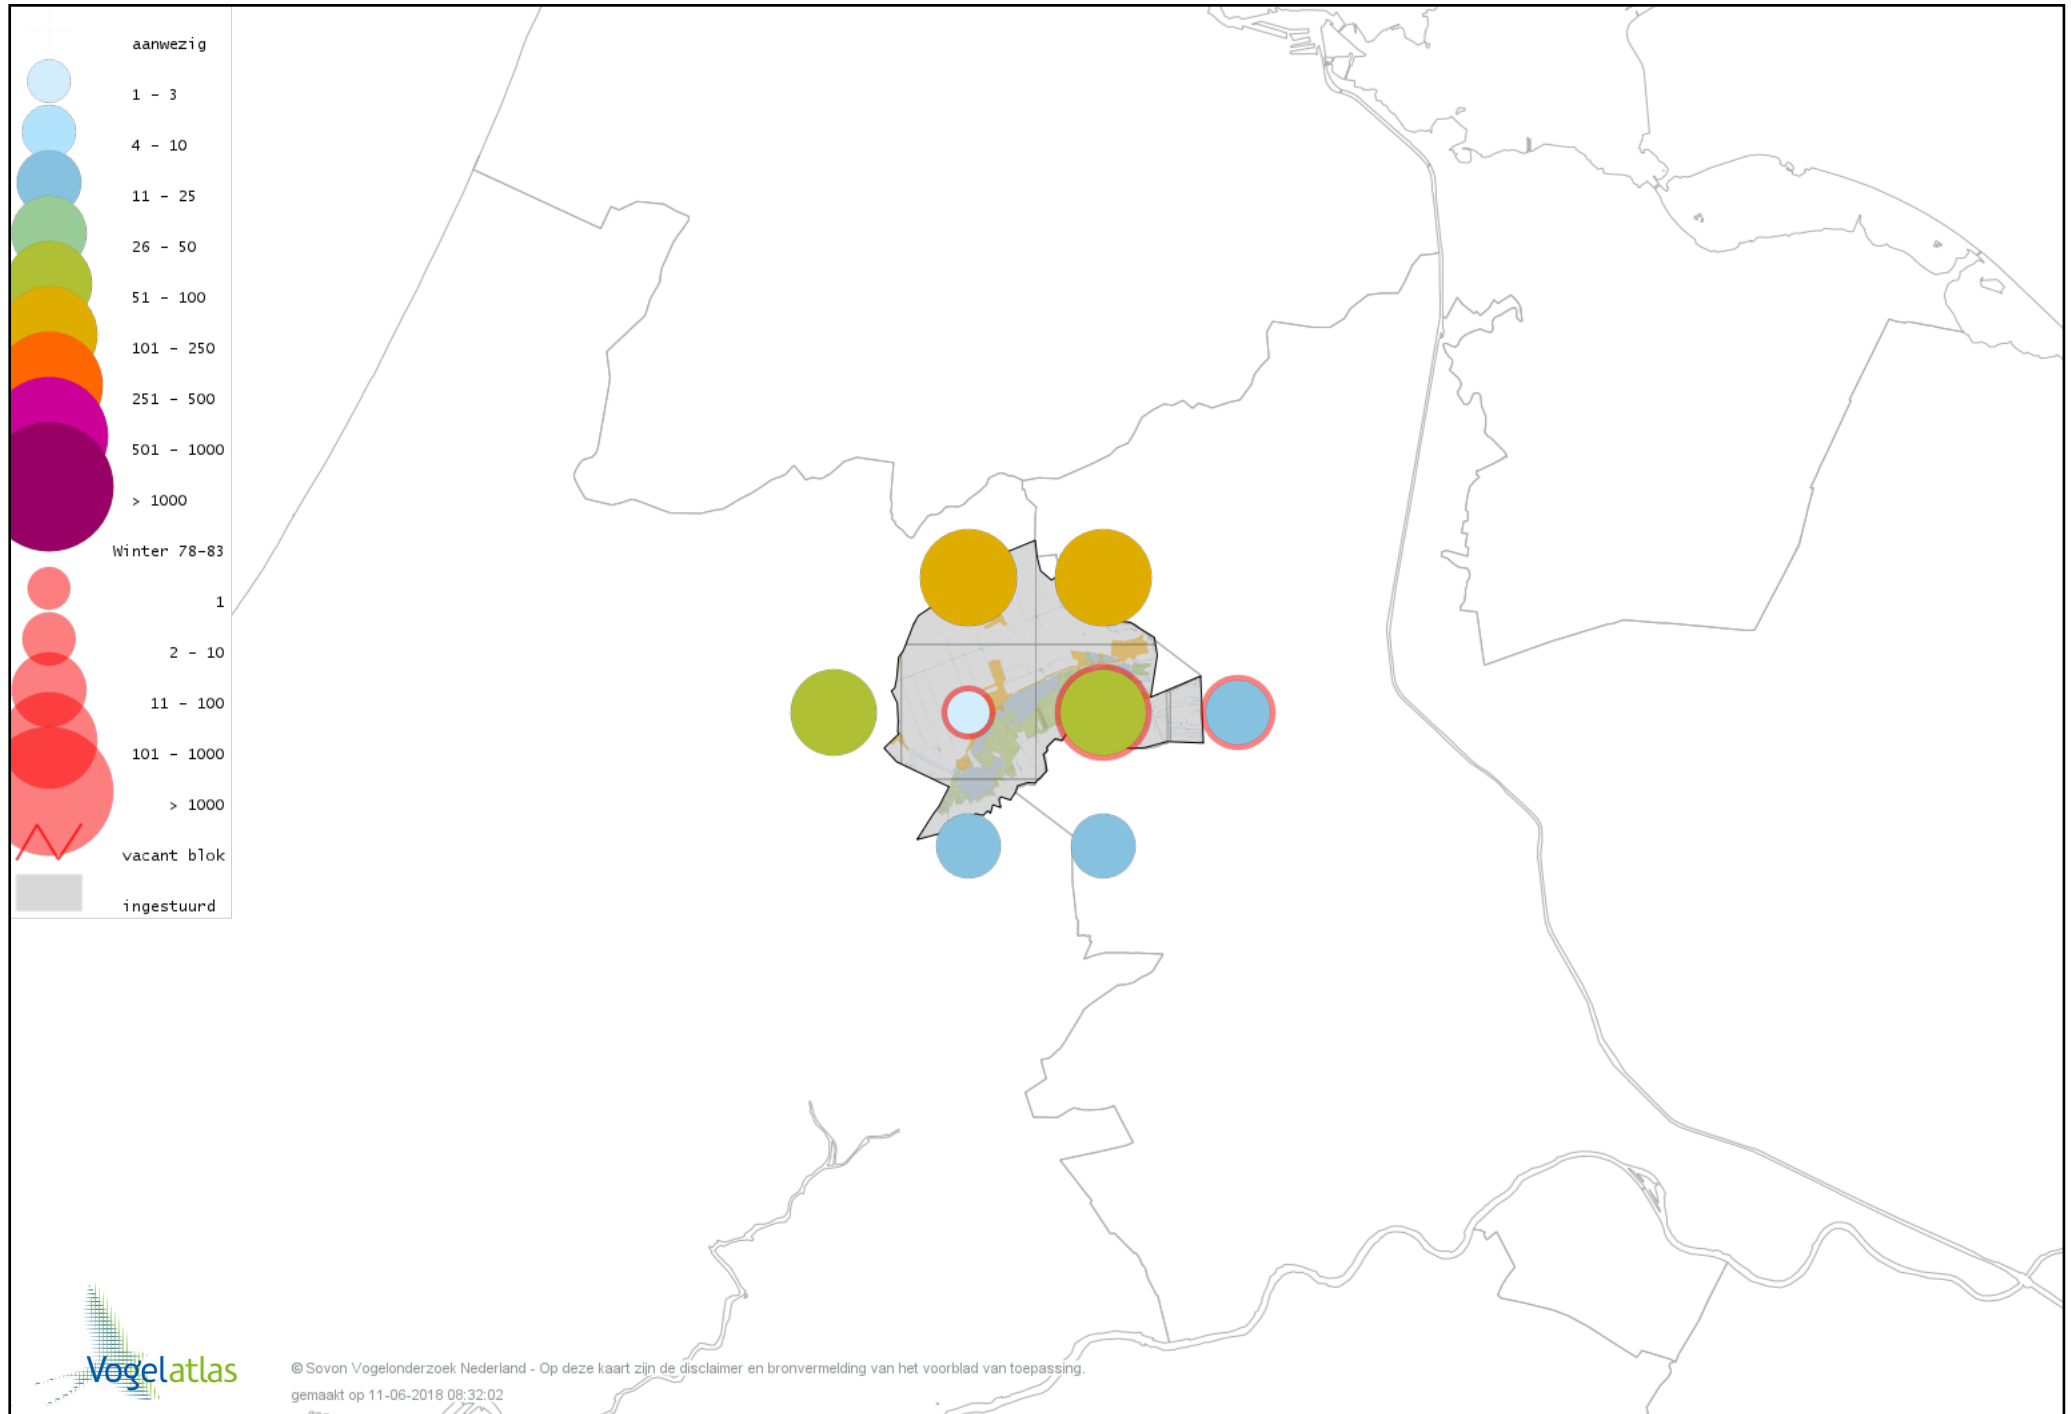 aanwezig
1 - 3
4 - 10
11 - 25
26 - 50
51 - 100
101 - 250
251 - 500
501 - 1000
> 1000
Winter 78-83
1
2 - 10
11 - 100
101 - 1000
> 1000
vacant blok
ingestuurd
Vogelatlas
© Sovon Vogelonderzoek Nederland - Op deze kaart zijn de disclaimer en bronvermelding van het voorblad van toepassing.
gemaakt op 11-06-2018 08:32:02